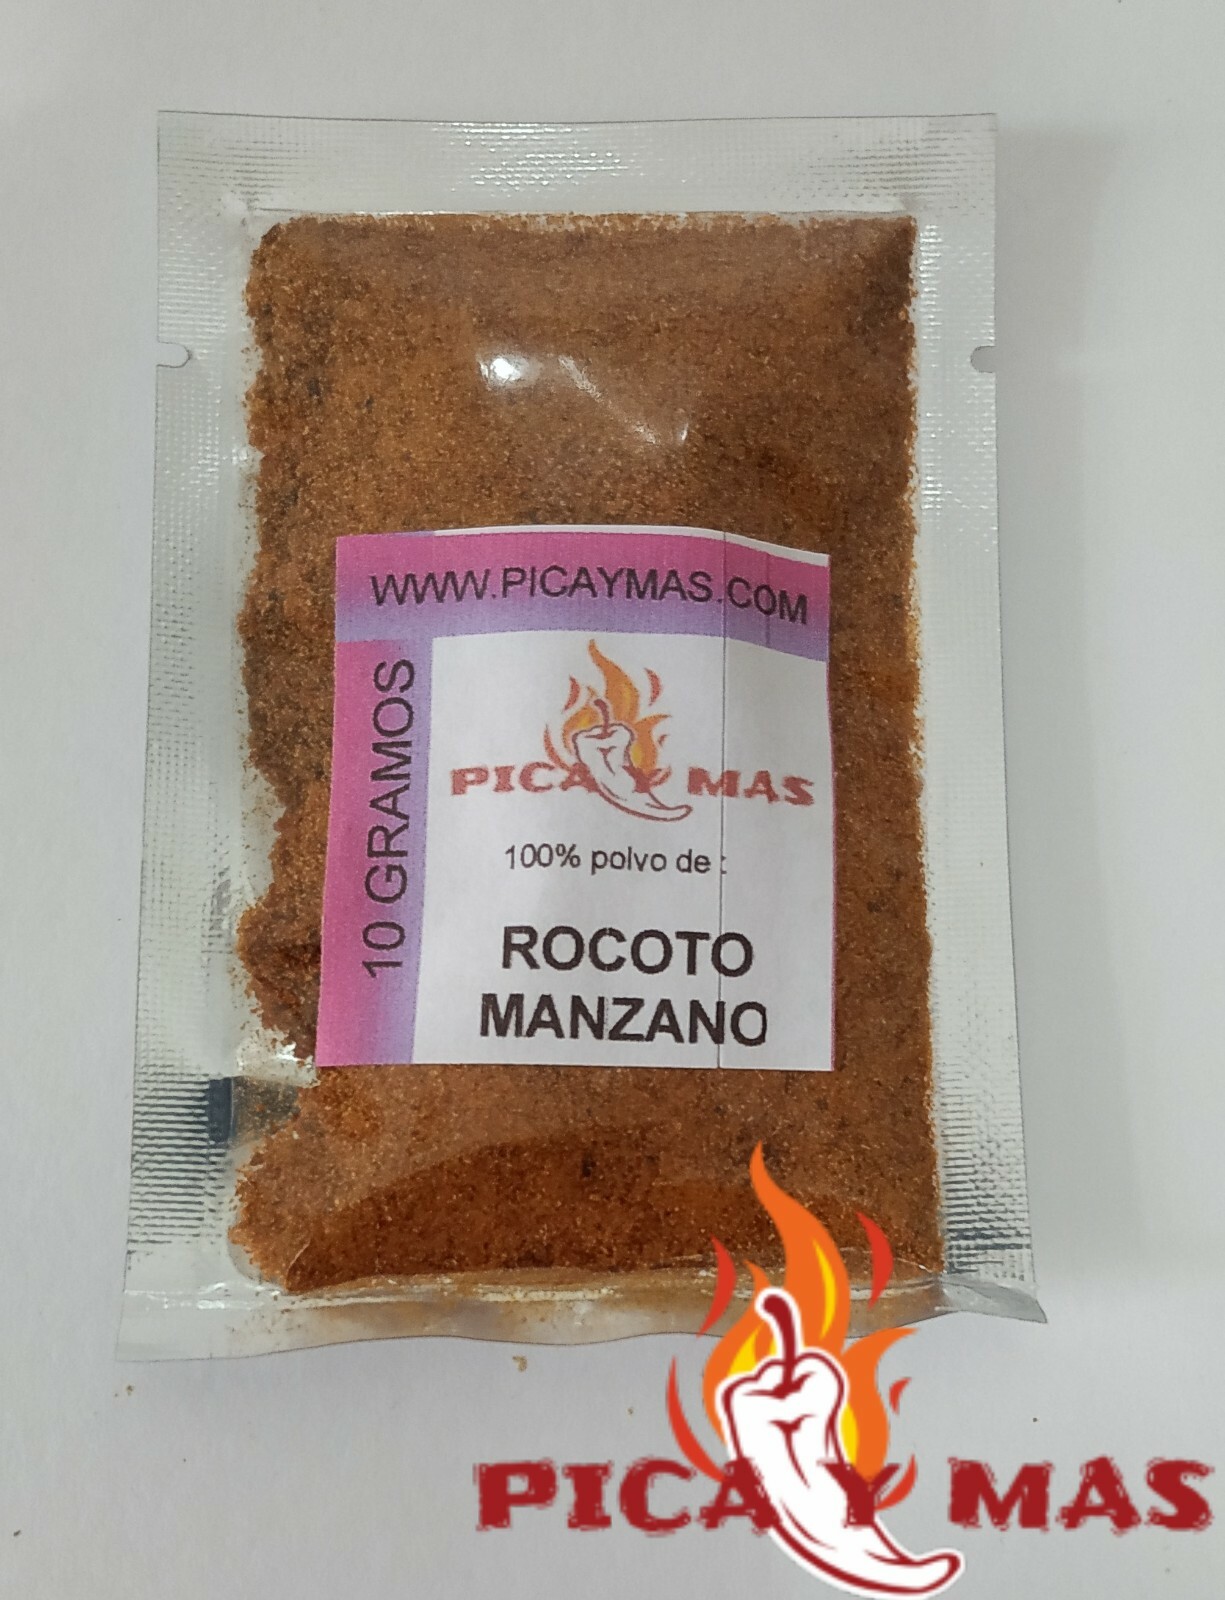 WWW.PICAYMAS.COM
10 GRAMOS
PICA Y MAS
100% polvo de :
ROCOTO
MANZANO
PICA Y MAS